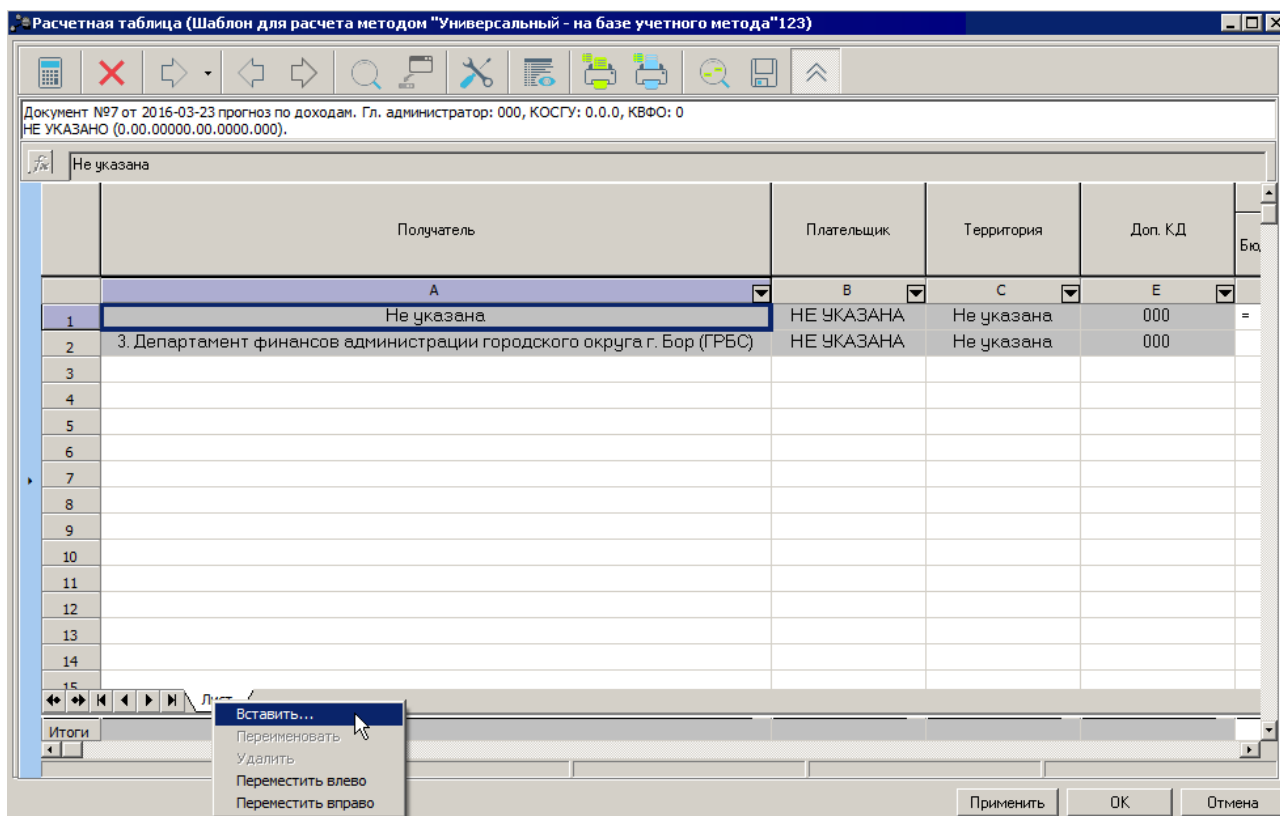 Расчетная таблица (Шаблон для расчета методом "Универсальный - на базе учетного метода"123)
Документ №7 от 2016-03-23 прогноз по доходам. Гл. администратор: 000, КОСГУ: 0.0.0, КВФО: 0
НЕ УКАЗАНО (0.00.00000.00.0000.000).
fx Не указана
Получатель Плательщик Территория Доп. КД Бю
A B C E
1 Не указана НЕ УКАЗАНА Не указана 000 =
2 3. Департамент финансов администрации городского округа г. Бор (ГРБС) НЕ УКАЗАНА Не указана 000
3
4
5
6
7
8
9
10
11
12
13
14
15
Лист
Вставить...
Итоги
Переименовать
Удалить
Переместить влево
Переместить вправо
Применить OK Отмена